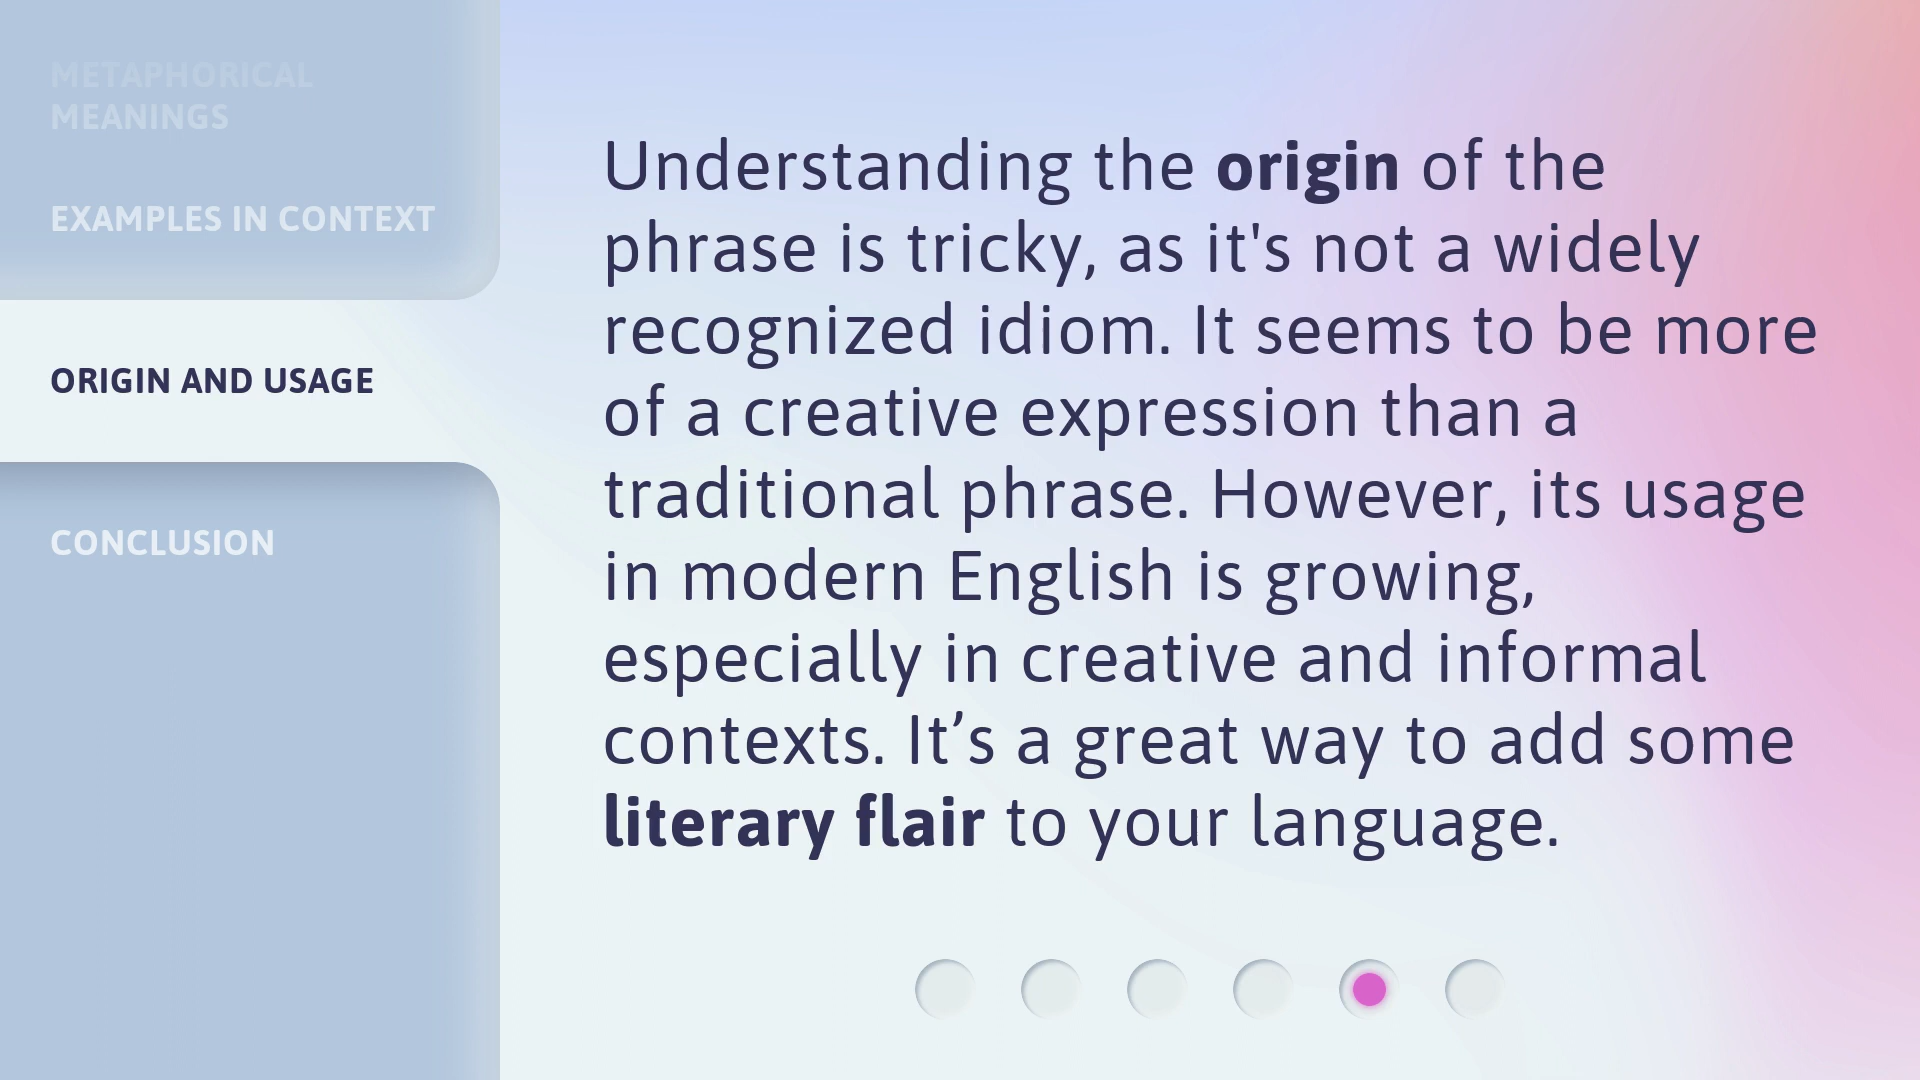 METAPHORICAL
MEANINGS
EXAMPLES IN CONTEXT
ORIGIN AND USAGE
CONCLUSION
Understanding the origin of the
phrase is tricky, as it's not a widely
recognized idiom. It seems to be more
of a creative expression than a
traditional phrase. However, its usage
in modern English is growing,
especially in creative and informal
contexts. It’s a great way to add some
literary flair to your language.